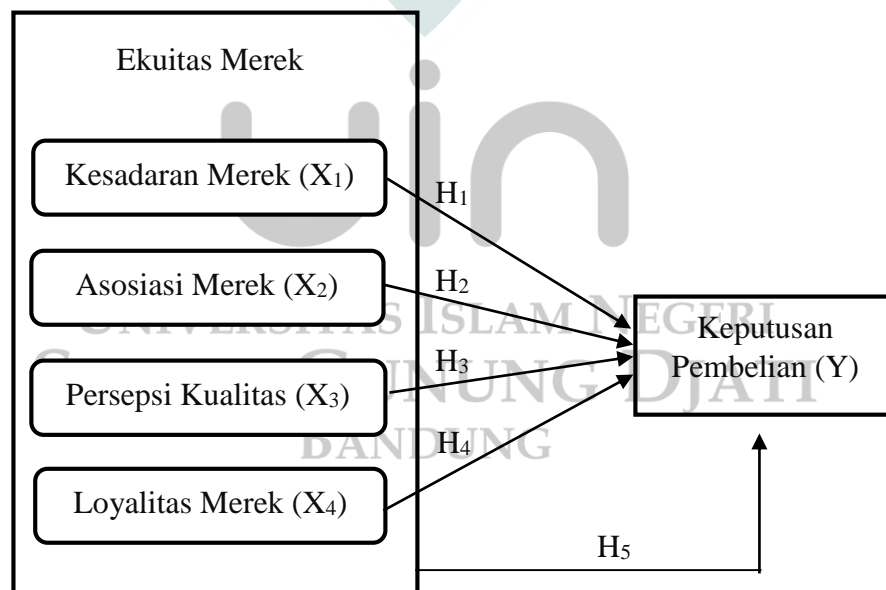 Ekuitas Merek
Kesadaran Merek (X1)
H1
Asosiasi Merek (X2)
H2
Keputusan
Pembelian (Y)
Persepsi Kualitas (X3)
H3
Loyalitas Merek (X4)
H4
H5
uin
UNIVERSITAS ISLAM NEGERI
GUNUNG DJATI
BANDUNG